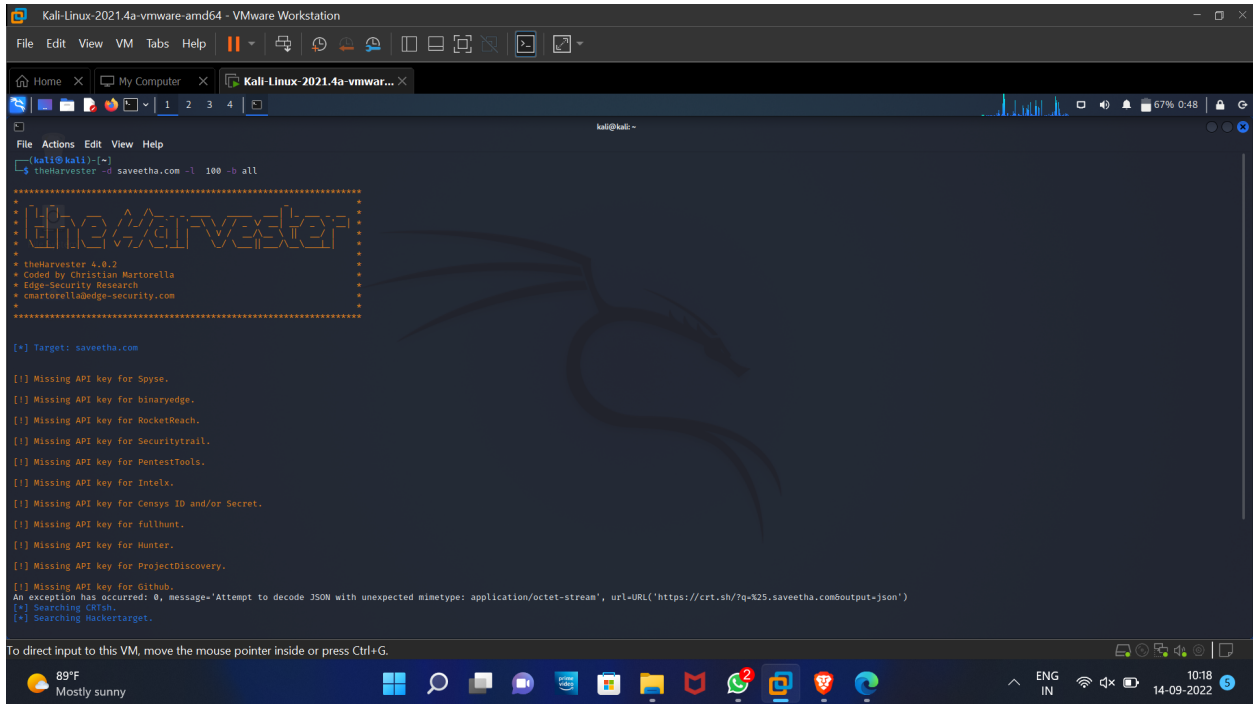 Kali-Linux-2021.4a-vmware-amd64 - VMware Workstation
File Edit View VM Tabs Help
Home My Computer Kali-Linux-2021.4a-vmwar...
1 2 3 4 67% 0:48
kali@kali: ~
File Actions Edit View Help
(kali㉿kali)-[~]
$ theHarvester -d saveetha.com -l 100 -b all
*******************************************************************
theHarvester
* theHarvester 4.0.2 *
* Coded by Christian Martorella *
* Edge-Security Research *
* cmartorella@edge-security.com *
* *
*******************************************************************
[*] Target: saveetha.com
[!] Missing API key for Spyse.
[!] Missing API key for binaryedge.
[!] Missing API key for RocketReach.
[!] Missing API key for Securitytrail.
[!] Missing API key for PentestTools.
[!] Missing API key for Intelx.
[!] Missing API key for Censys ID and/or Secret.
[!] Missing API key for fullhunt.
[!] Missing API key for Hunter.
[!] Missing API key for ProjectDiscovery.
[!] Missing API key for Github.
An exception has occurred: 0, message='Attempt to decode JSON with unexpected mimetype: application/octet-stream', url=URL('https://crt.sh/?q=%25.saveetha.com&output=json')
[*] Searching CRTsh.
[*] Searching Hackertarget.
To direct input to this VM, move the mouse pointer inside or press Ctrl+G.
89°F
Mostly sunny
prime video
2
ENG
IN
10:18
14-09-2022
5